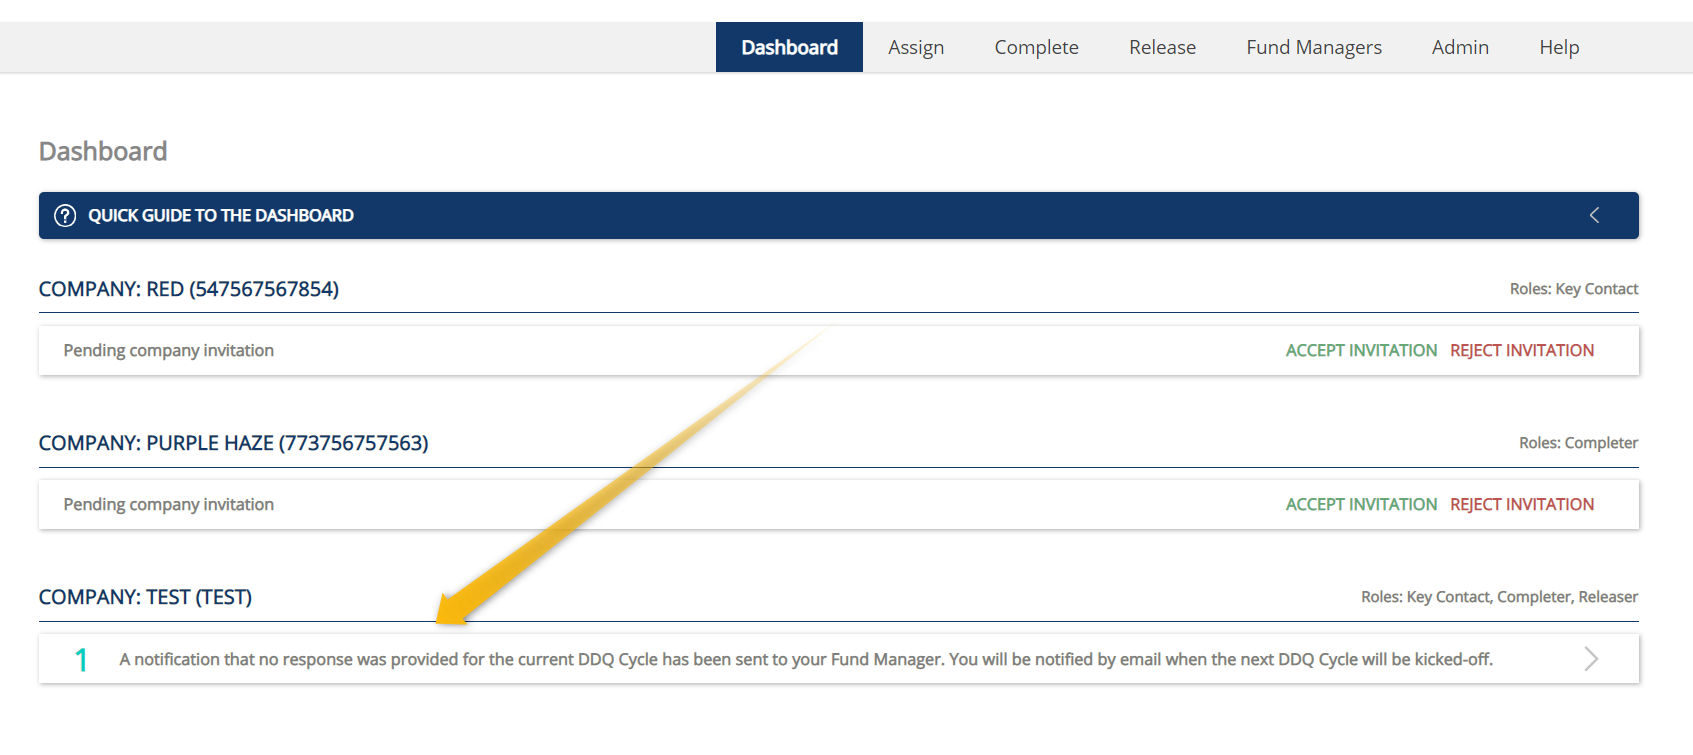 Dashboard Assign Complete Release Fund Managers Admin Help
Dashboard
? QUICK GUIDE TO THE DASHBOARD
COMPANY: RED (547567567854) Roles: Key Contact
Pending company invitation ACCEPT INVITATION REJECT INVITATION
COMPANY: PURPLE HAZE (773756757563) Roles: Completer
Pending company invitation ACCEPT INVITATION REJECT INVITATION
COMPANY: TEST (TEST) Roles: Key Contact, Completer, Releaser
1 A notification that no response was provided for the current DDQ Cycle has been sent to your Fund Manager. You will be notified by email when the next DDQ Cycle will be kicked-off.